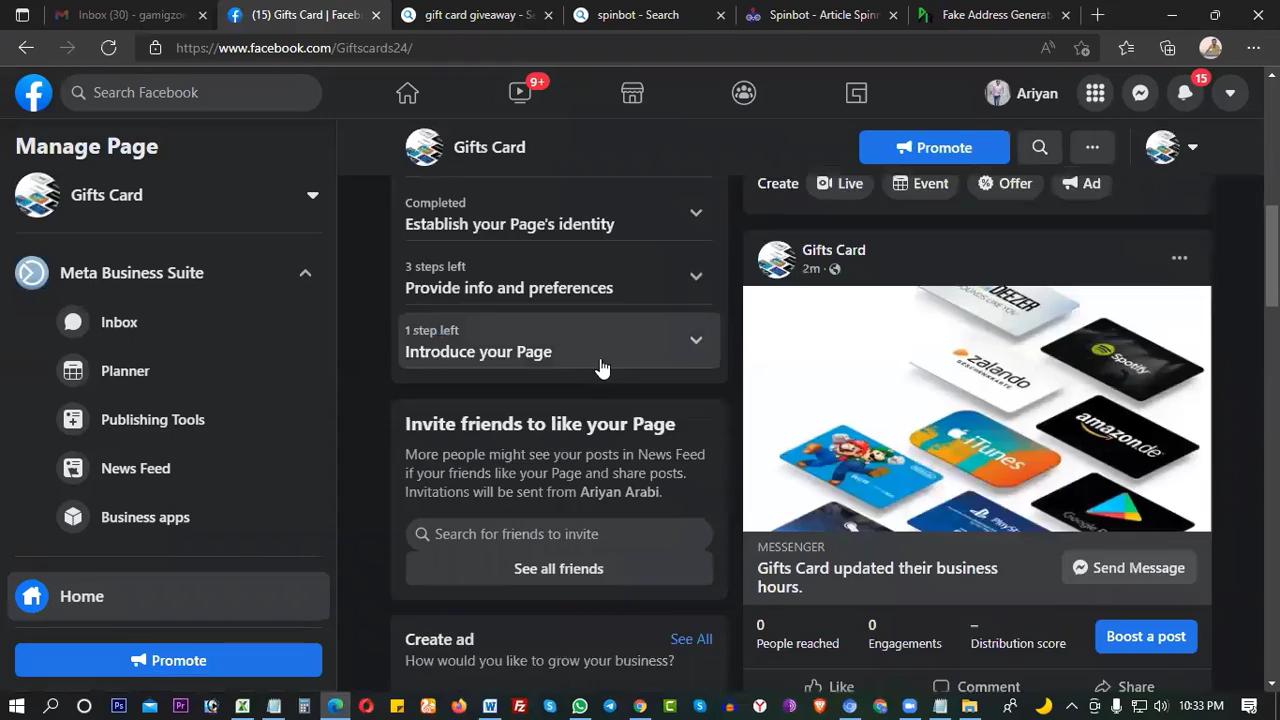 Inbox (30) - gamigzo
(15) Gifts Card | Faceb
gift card giveaway - Se
spinbot - Search
Spinbot - Article Spinn
Fake Address Generat
https://www.facebook.com/Giftscards24/
Search Facebook
9+
Ariyan
15
Manage Page
Gifts Card
Meta Business Suite
Inbox
Planner
Publishing Tools
News Feed
Business apps
Home
Promote
Gifts Card
Promote
Completed
Establish your Page's identity
3 steps left
Provide info and preferences
1 step left
Introduce your Page
Invite friends to like your Page
More people might see your posts in News Feed
if your friends like your Page and share posts.
Invitations will be sent from Ariyan Arabi.
Search for friends to invite
See all friends
Create ad
See All
How would you like to grow your business?
Create
Live
Event
Offer
Ad
Gifts Card
2m
DEEZER
zalando
GESCHENKKARTE
Spotify
amazon.de
iTunes
MESSENGER
Gifts Card updated their business
hours.
Send Message
0
People reached
0
Engagements
–
Distribution score
Boost a post
Like
Comment
Share
10:33 PM